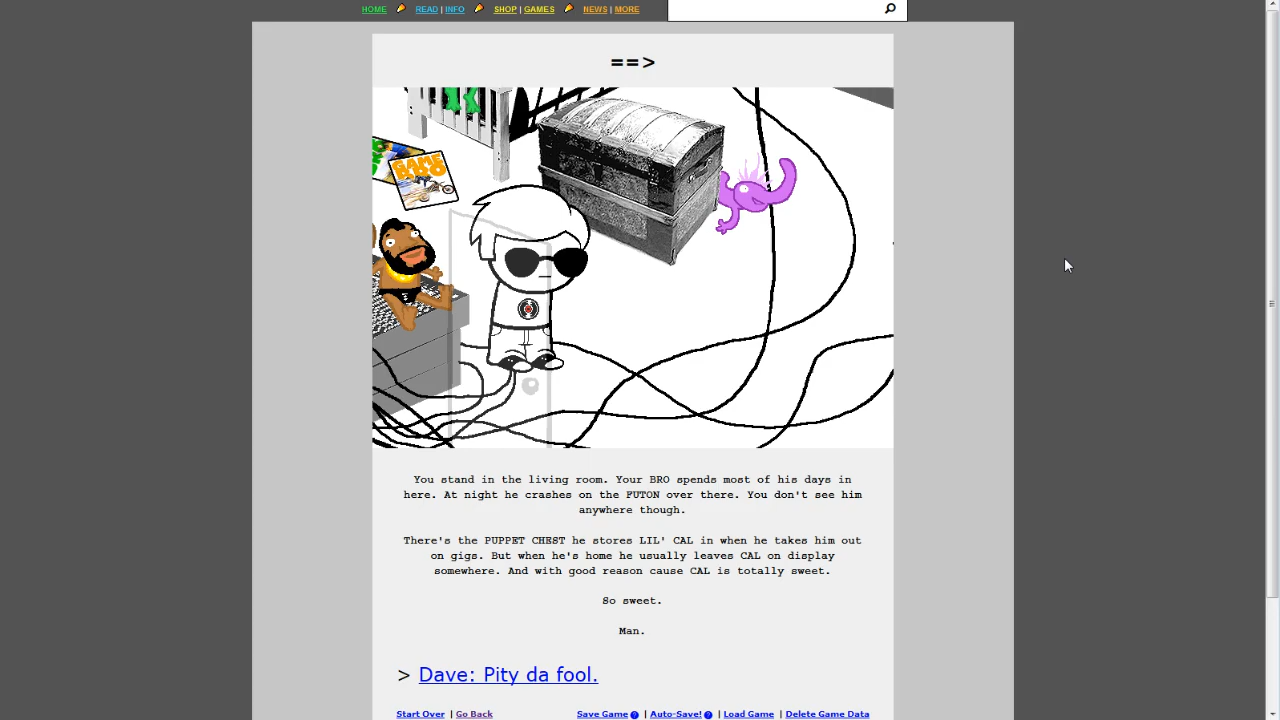 HOME READ | INFO SHOP | GAMES NEWS | MORE
==>
GAME
BRO
You stand in the living room. Your BRO spends most of his days in
here. At night he crashes on the FUTON over there. You don't see him
anywhere though.
There's the PUPPET CHEST he stores LIL' CAL in when he takes him out
on gigs. But when he's home he usually leaves CAL on display
somewhere. And with good reason cause CAL is totally sweet.
So sweet.
Man.
> Dave: Pity da fool.
Start Over | Go Back Save Game ? | Auto-Save! ? | Load Game | Delete Game Data